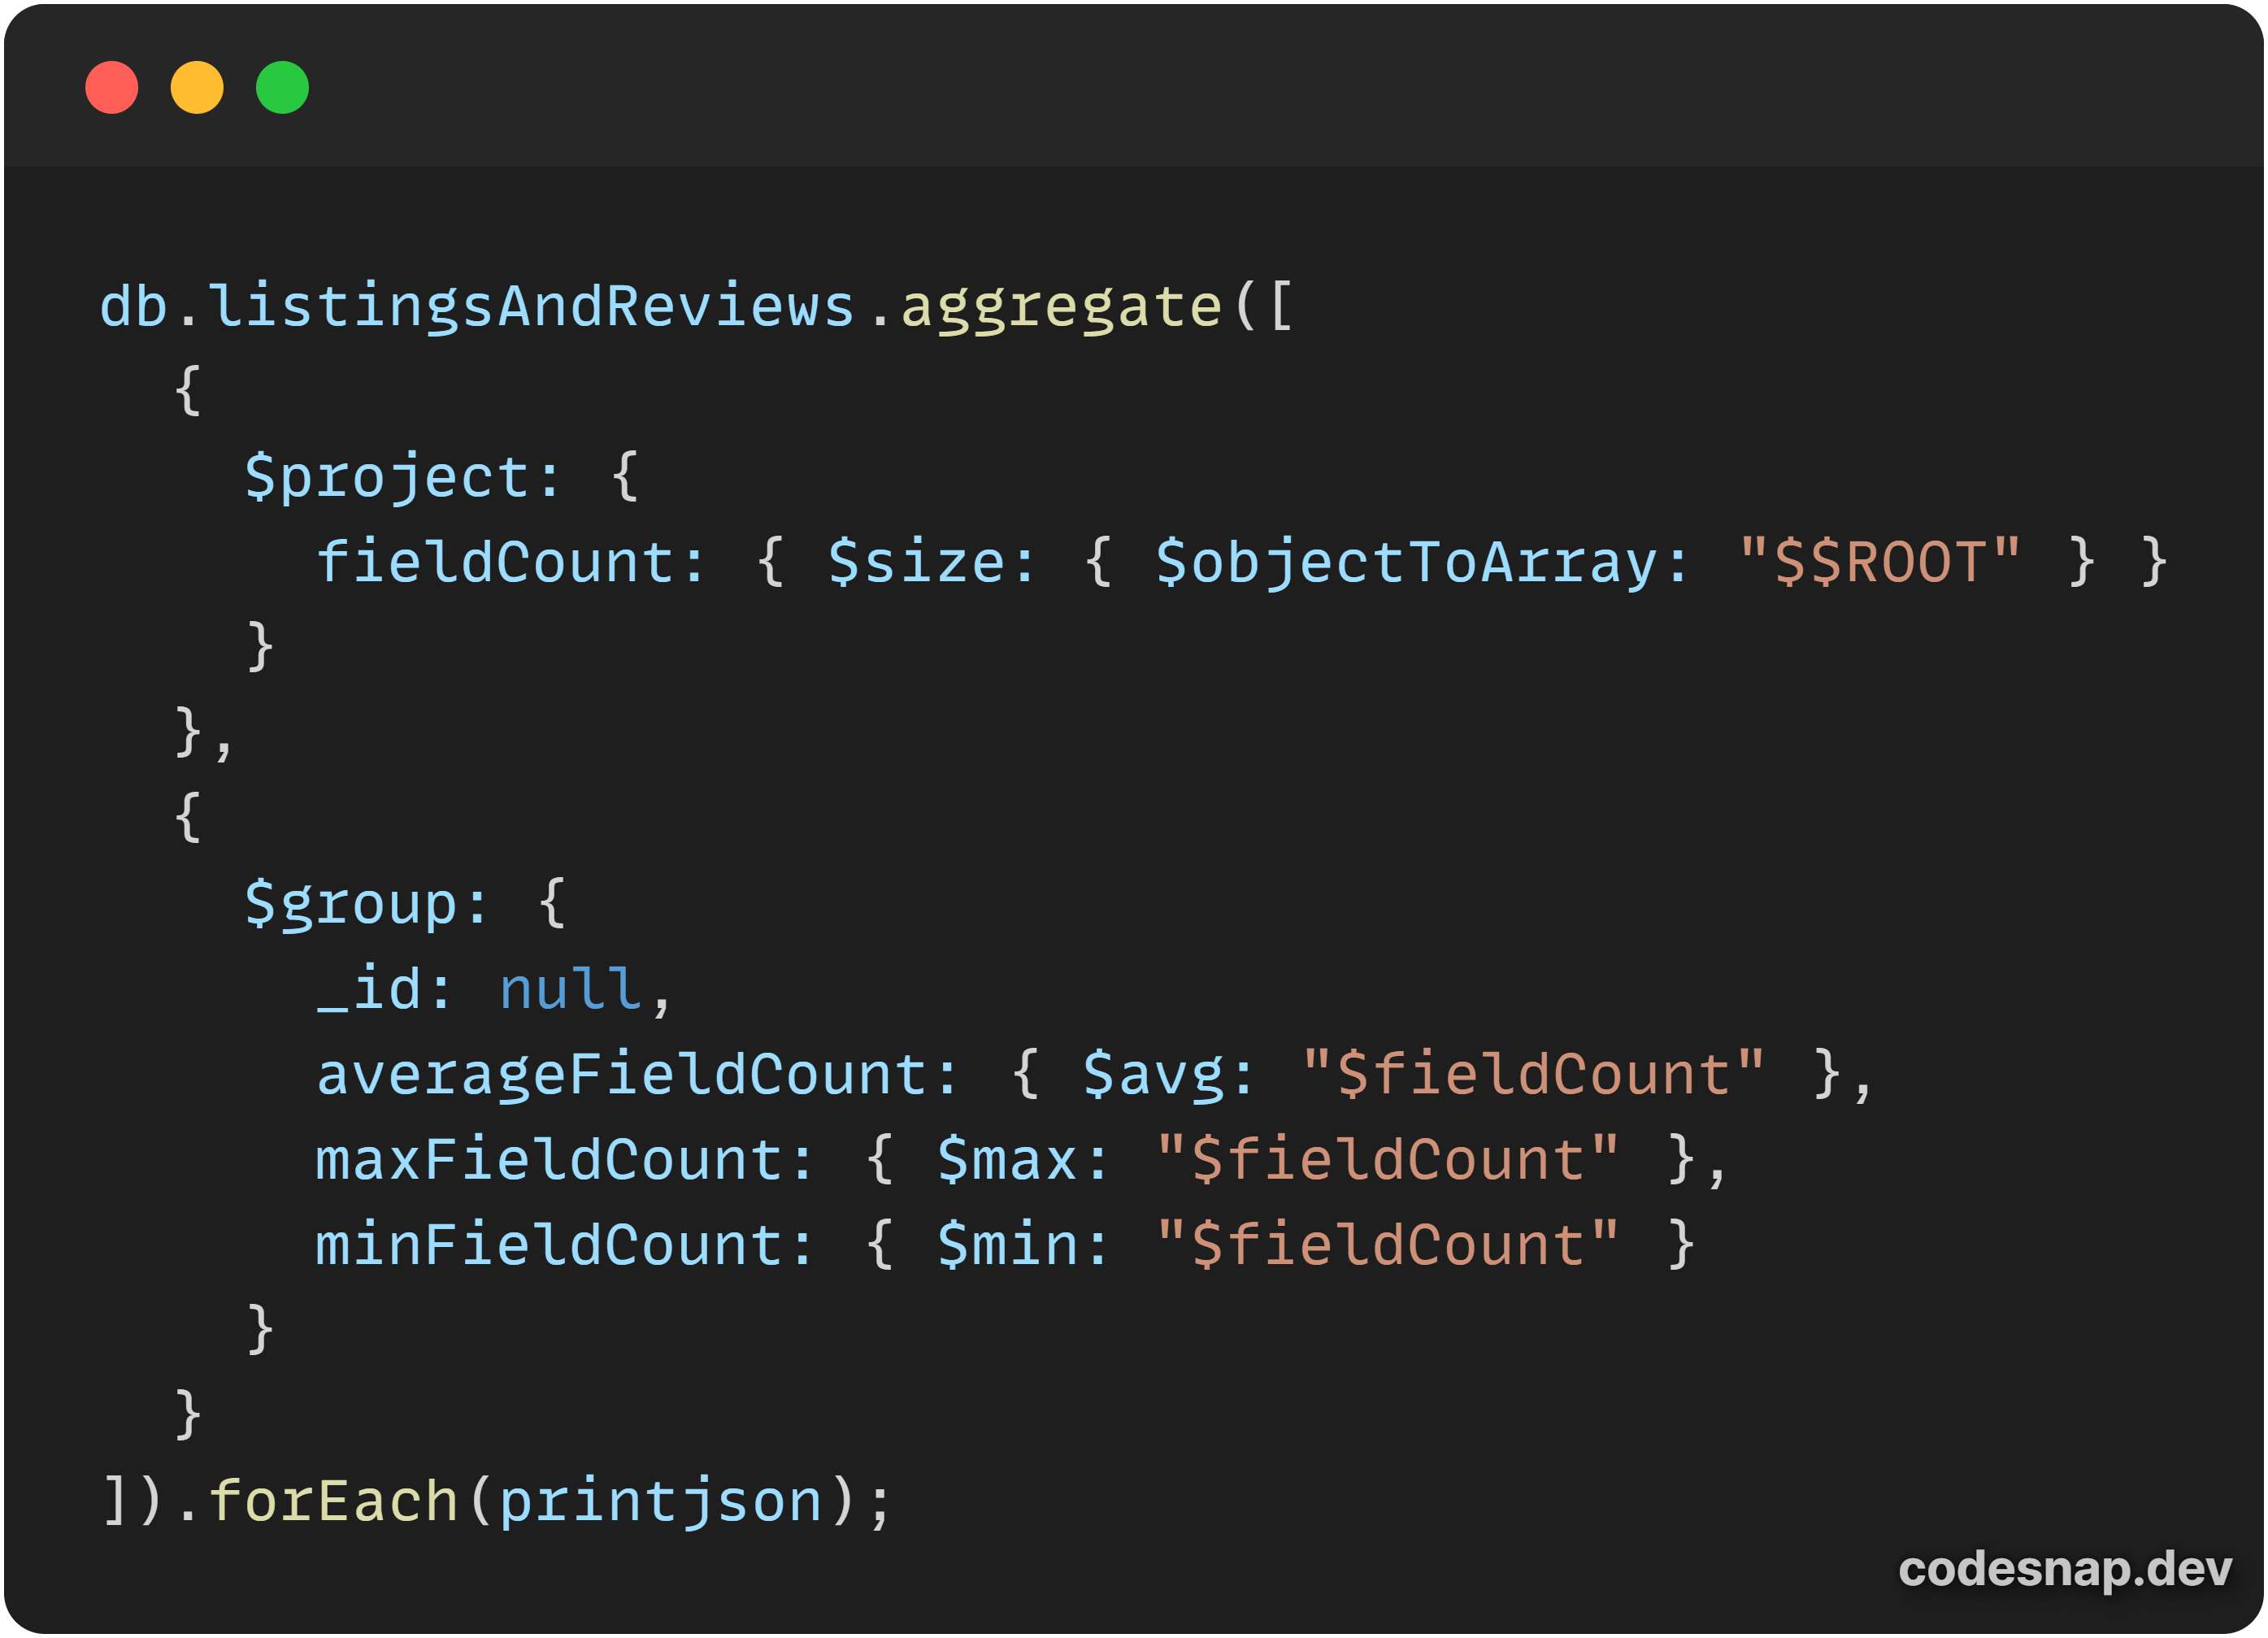 db.listingsAndReviews.aggregate([
  {
    $project: {
      fieldCount: { $size: { $objectToArray: "$$ROOT" } }
    }
  },
  {
    $group: {
      _id: null,
      averageFieldCount: { $avg: "$fieldCount" },
      maxFieldCount: { $max: "$fieldCount" },
      minFieldCount: { $min: "$fieldCount" }
    }
  }
]).forEach(printjson);
codesnap.dev